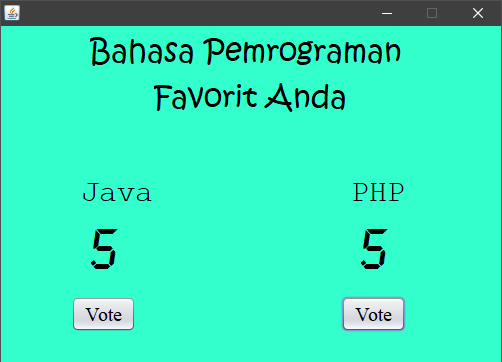 Bahasa Pemrograman
Favorit Anda
Java PHP
5 5
Vote Vote